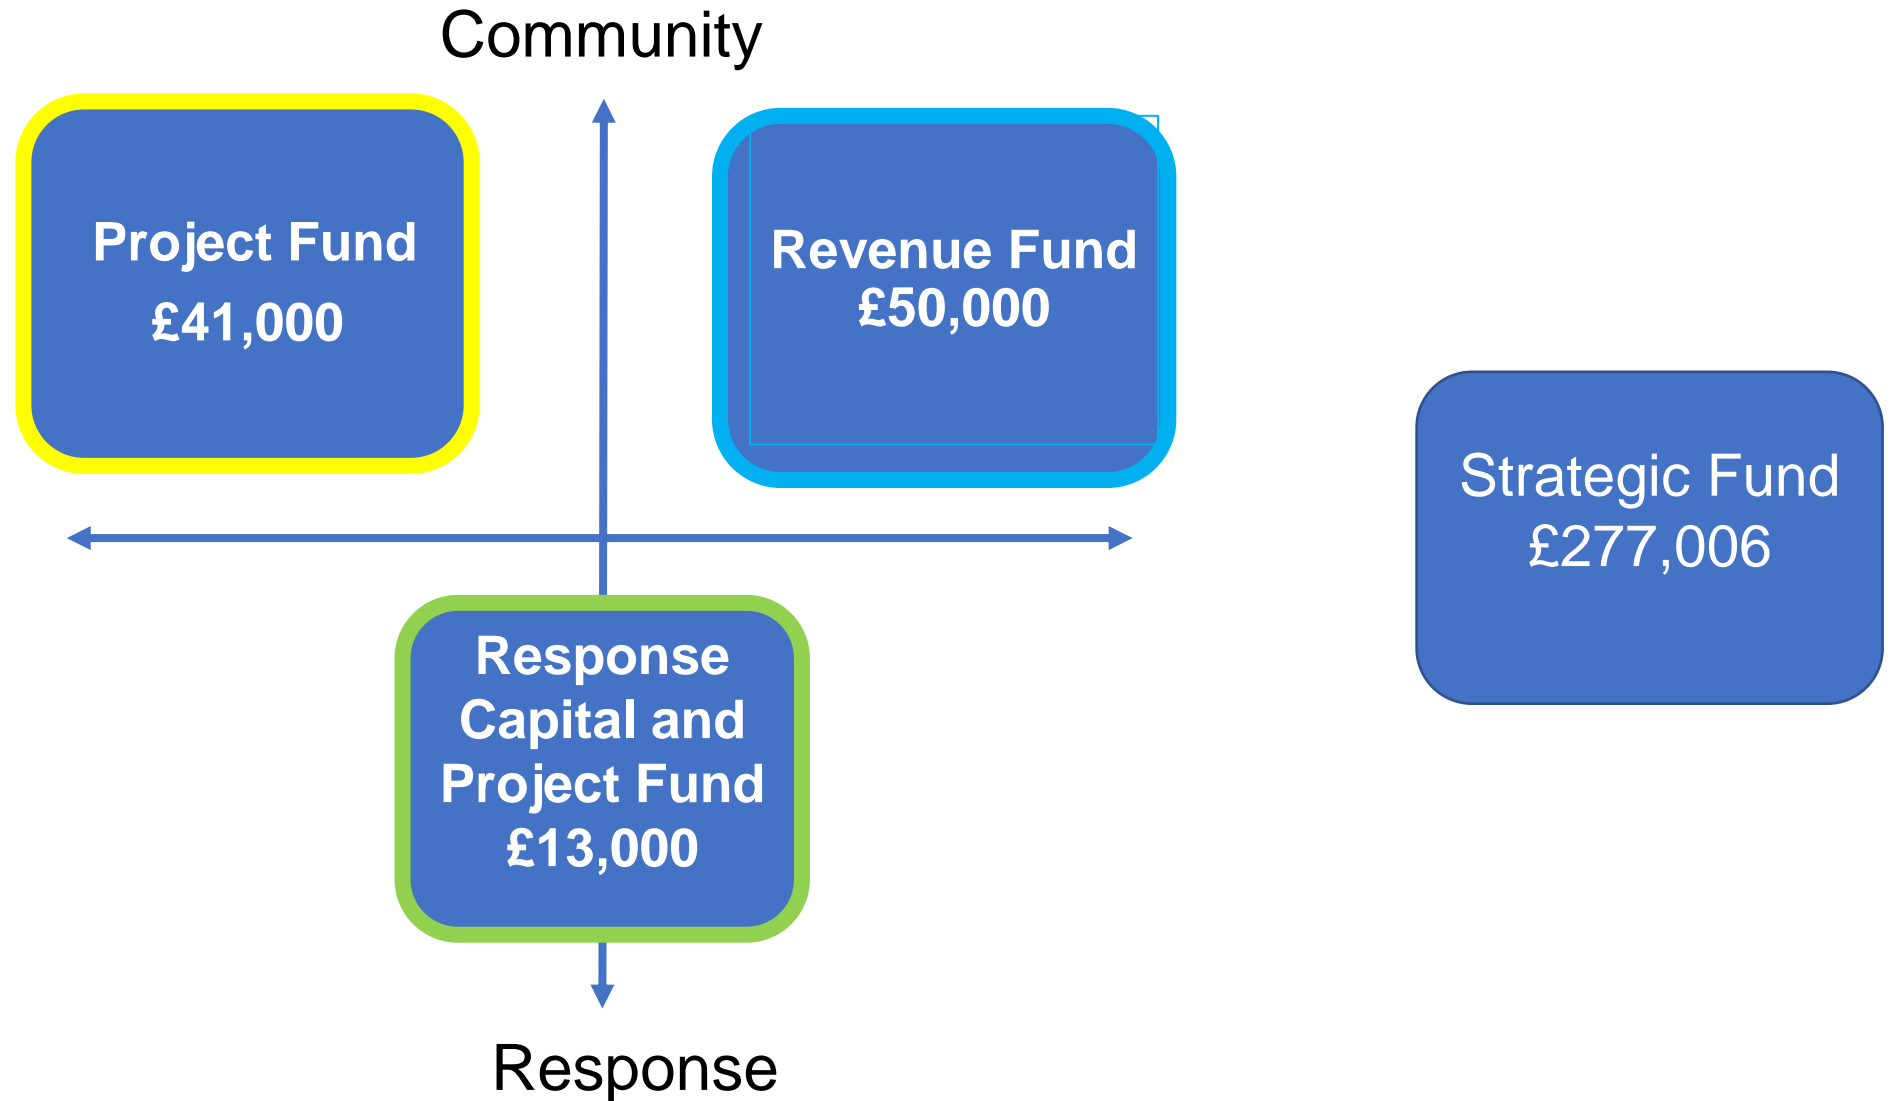 Community
Project Fund
£41,000
Revenue Fund
£50,000
Strategic Fund
£277,006
Response
Capital and
Project Fund
£13,000
Response